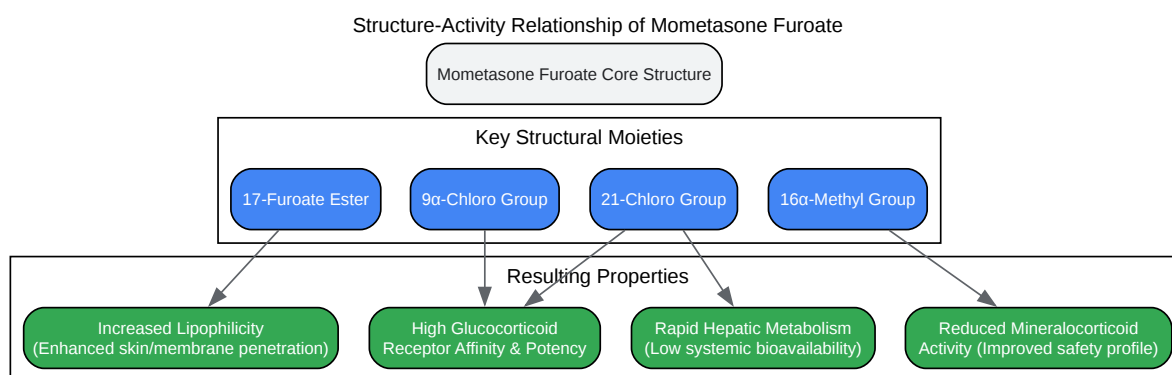 Structure-Activity Relationship of Mometasone Furoate
Mometasone Furoate Core Structure
Key Structural Moieties
17-Furoate Ester
9α-Chloro Group
21-Chloro Group
16α-Methyl Group
Resulting Properties
Increased Lipophilicity
(Enhanced skin/membrane penetration)
High Glucocorticoid
Receptor Affinity & Potency
Rapid Hepatic Metabolism
(Low systemic bioavailability)
Reduced Mineralocorticoid
Activity (Improved safety profile)